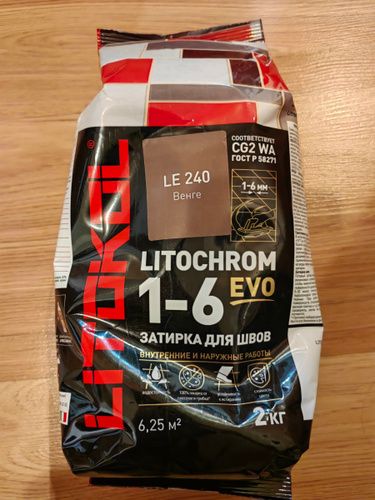 LITOKOL
СООТВЕТСТВУЕТ
CG2 WA
ГОСТ Р 58271
LE 240
Венге
1-6 мм
LITOCHROM
1-6 EVO
ЗАТИРКА ДЛЯ ШВОВ
ВНУТРЕННИЕ И НАРУЖНЫЕ РАБОТЫ
6,25 м²
2 кг